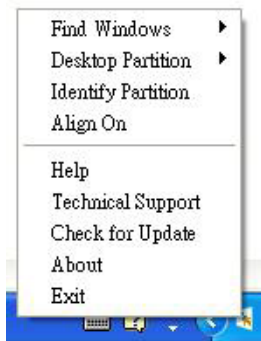 Find Windows
Desktop Partition
Identify Partition
Align On
Help
Technical Support
Check for Update
About
Exit